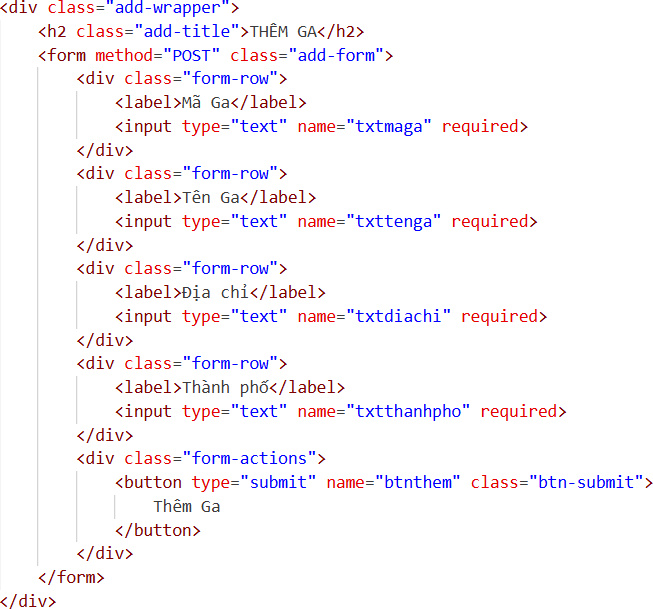 <div class="add-wrapper">
    <h2 class="add-title">THÊM GA</h2>
    <form method="POST" class="add-form">
        <div class="form-row">
            <label>Mã Ga</label>
            <input type="text" name="txtmaga" required>
        </div>
        <div class="form-row">
            <label>Tên Ga</label>
            <input type="text" name="txttenga" required>
        </div>
        <div class="form-row">
            <label>Địa chỉ</label>
            <input type="text" name="txtdiachi" required>
        </div>
        <div class="form-row">
            <label>Thành phố</label>
            <input type="text" name="txtthanhpho" required>
        </div>
        <div class="form-actions">
            <button type="submit" name="btnthem" class="btn-submit">
                Thêm Ga
            </button>
        </div>
    </form>
</div>